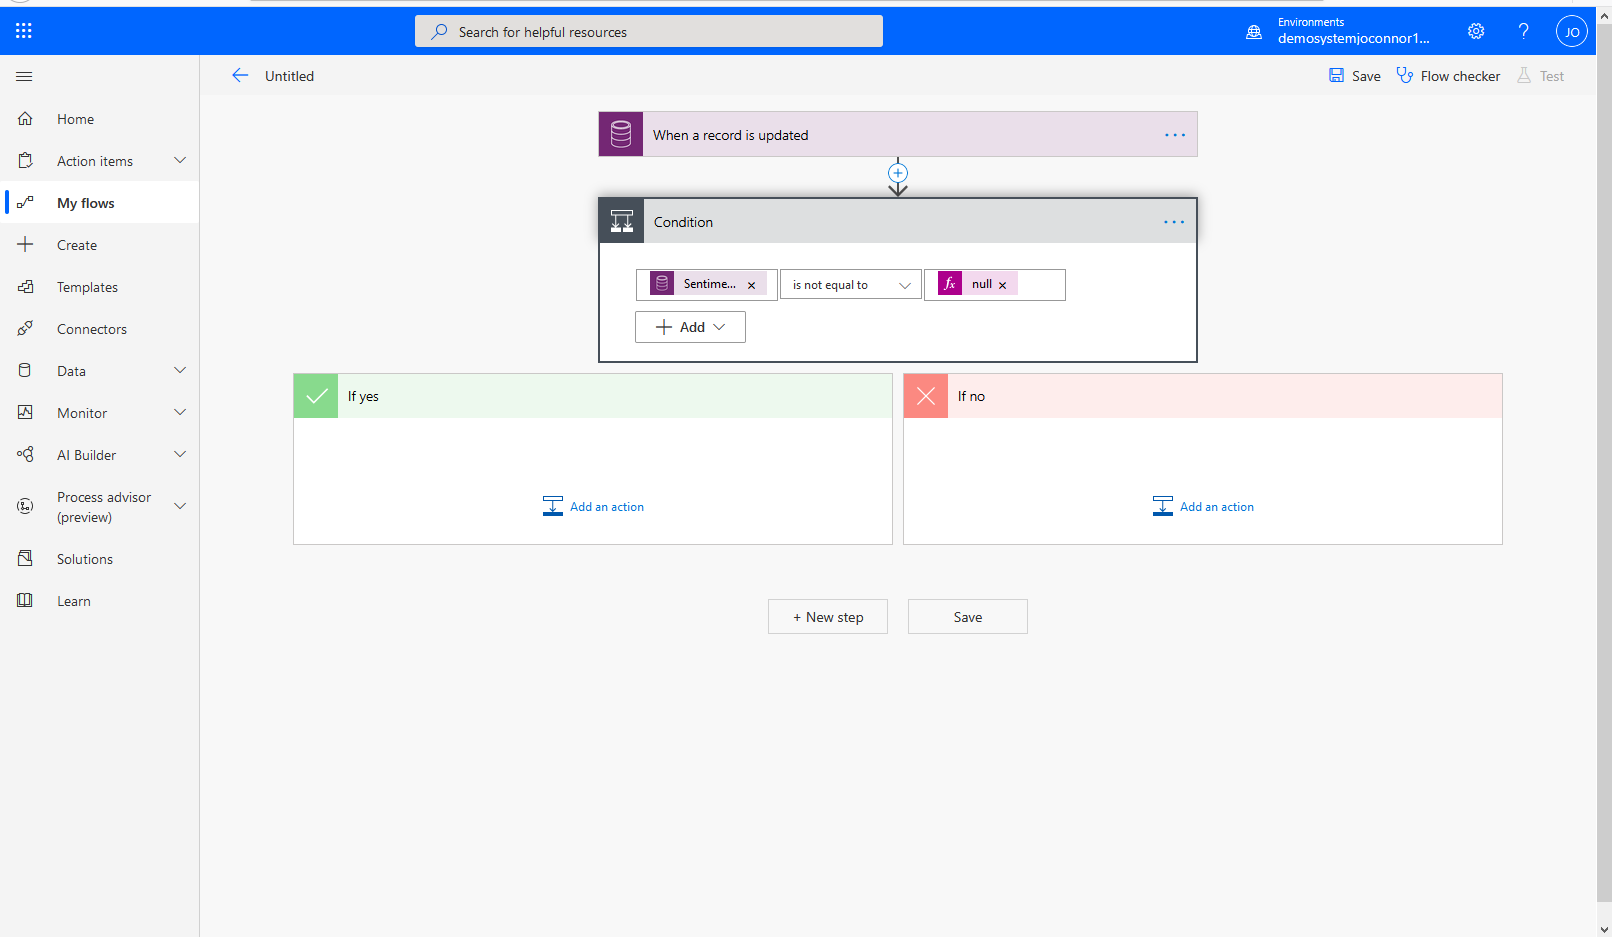 Search for helpful resources
Environments
demosystemjoconnor1...
?
JO
Untitled
Save
Flow checker
Test
Home
Action items
My flows
Create
Templates
Connectors
Data
Monitor
AI Builder
Process advisor
(preview)
Solutions
Learn
When a record is updated
Condition
Sentime...
is not equal to
fx null
Add
If yes
If no
Add an action
Add an action
+ New step
Save